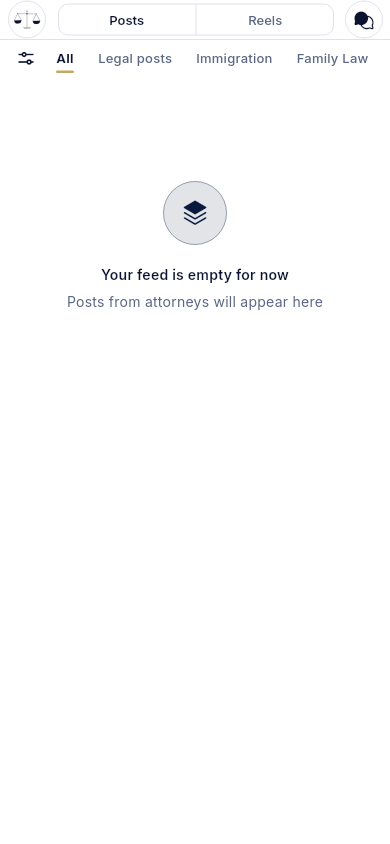 Posts Reels
All Legal posts Immigration Family Law
Your feed is empty for now
Posts from attorneys will appear here